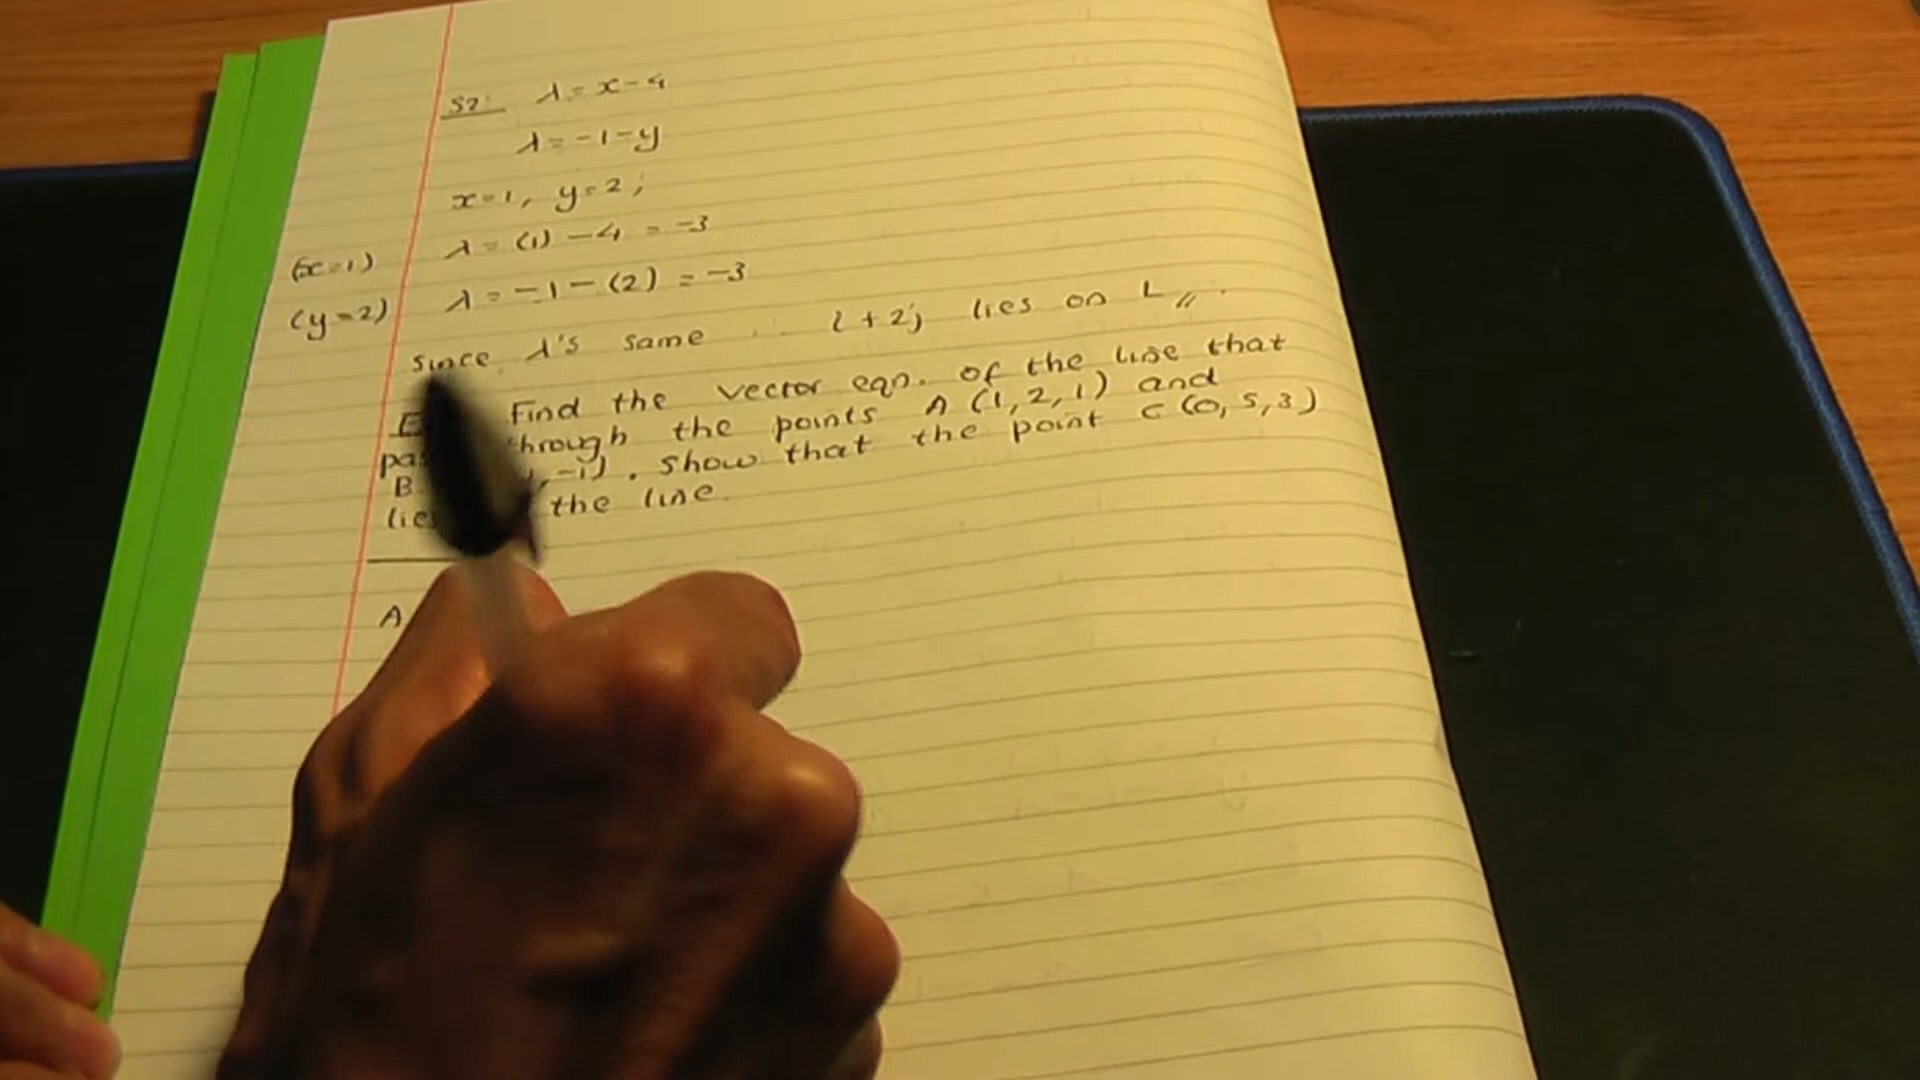 S2: λ = x - 4
λ = -1 - y
x = 1, y = 2;
(x=1) λ = (1) - 4 = -3
(y=2) λ = -1 - (2) = -3
Since λ's same ∴ i + 2j lies on L //.
Find the vector eqn. of the line that
through the points A (1, 2, 1) and
B , -1). Show that the point C (0, 5, 3)
the line.
A